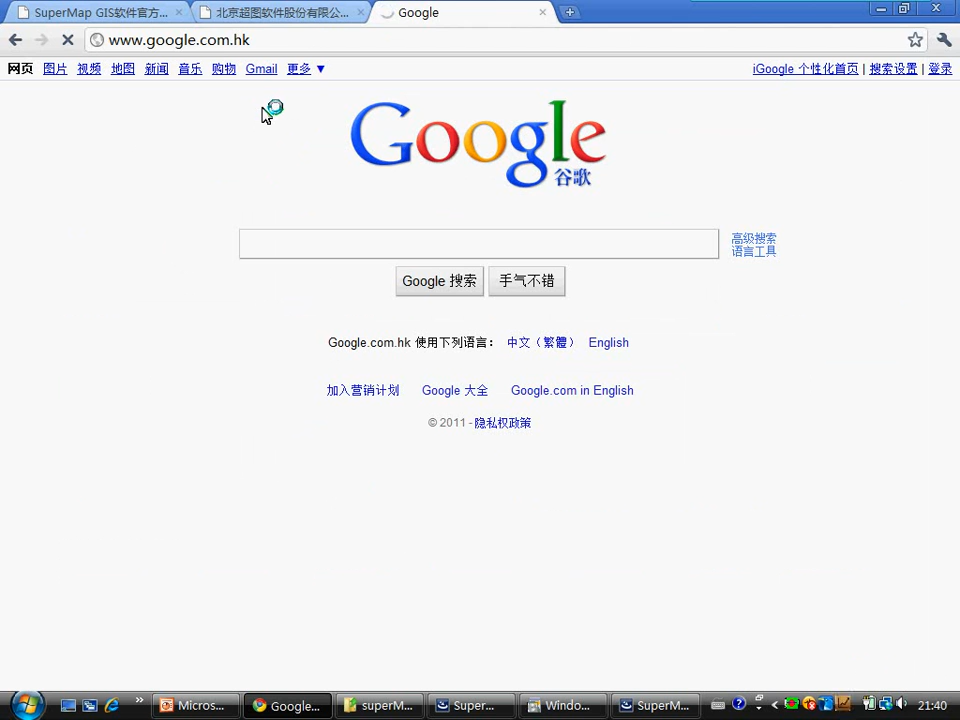 SuperMap GIS软件官方... 北京超图软件股份有限公... Google
www.google.com.hk
网页 图片 视频 地图 新闻 音乐 购物 Gmail 更多 ▼ iGoogle 个性化首页 | 搜索设置 | 登录
Google
谷歌
高级搜索
语言工具
Google 搜索 手气不错
Google.com.hk 使用下列语言： 中文（繁體） English
加入营销计划 Google 大全 Google.com in English
© 2011 - 隐私权政策
Micros... Google... superM... Super... Windo... SuperM... 21:40